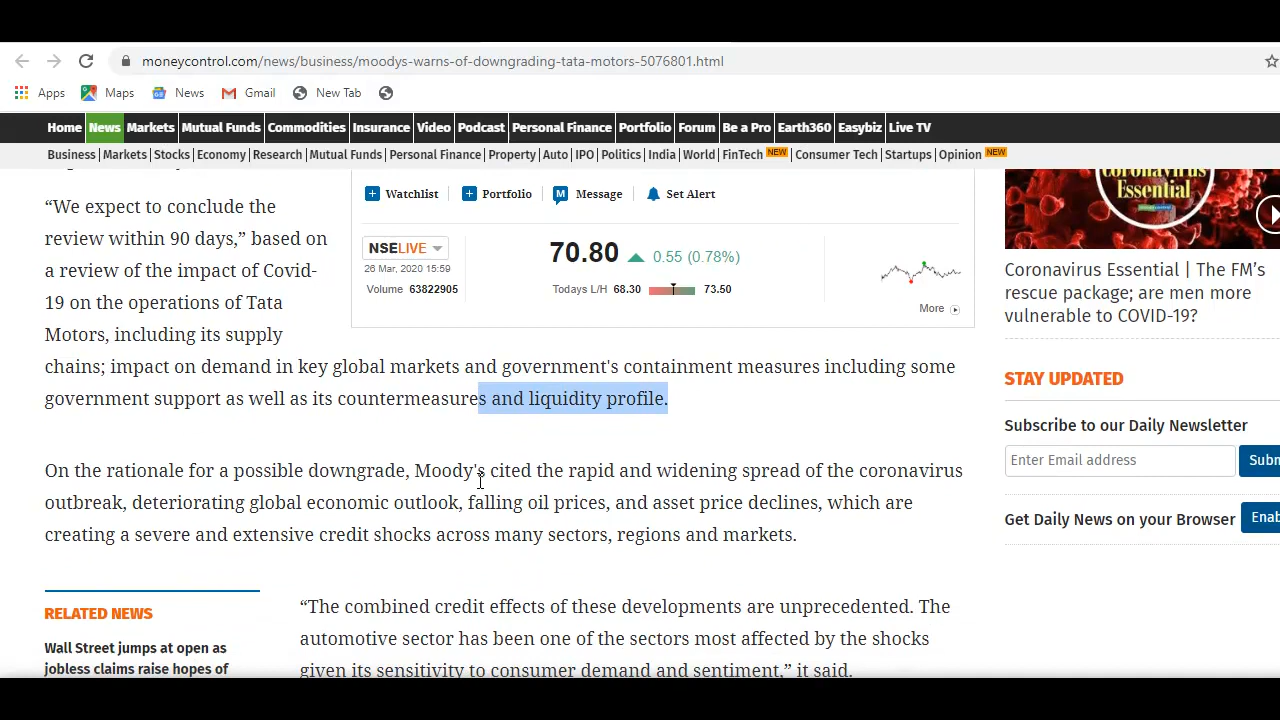 moneycontrol.com/news/business/moodys-warns-of-downgrading-tata-motors-5076801.html
Apps Maps News Gmail New Tab
Home News Markets Mutual Funds Commodities Insurance Video Podcast Personal Finance Portfolio Forum Be a Pro Earth360 Easybiz Live TV
Business | Markets | Stocks | Economy | Research | Mutual Funds | Personal Finance | Property | Auto | IPO | Politics | India | World | FinTech NEW | Consumer Tech | Startups | Opinion NEW
Watchlist Portfolio Message Set Alert
“We expect to conclude the
review within 90 days,” based on
a review of the impact of Covid-
19 on the operations of Tata
Motors, including its supply
chains; impact on demand in key global markets and government's containment measures including some
government support as well as its countermeasures and liquidity profile.
NSELIVE
26 Mar, 2020 15:59
Volume 63822905
70.80 0.55 (0.78%)
Todays L/H 68.30 73.50
More
On the rationale for a possible downgrade, Moody's cited the rapid and widening spread of the coronavirus
outbreak, deteriorating global economic outlook, falling oil prices, and asset price declines, which are
creating a severe and extensive credit shocks across many sectors, regions and markets.
RELATED NEWS
Wall Street jumps at open as
jobless claims raise hopes of
“The combined credit effects of these developments are unprecedented. The
automotive sector has been one of the sectors most affected by the shocks
given its sensitivity to consumer demand and sentiment,” it said.
Coronavirus
Essential
Coronavirus Essential | The FM’s
rescue package; are men more
vulnerable to COVID-19?
STAY UPDATED
Subscribe to our Daily Newsletter
Enter Email address Subm
Get Daily News on your Browser Enab